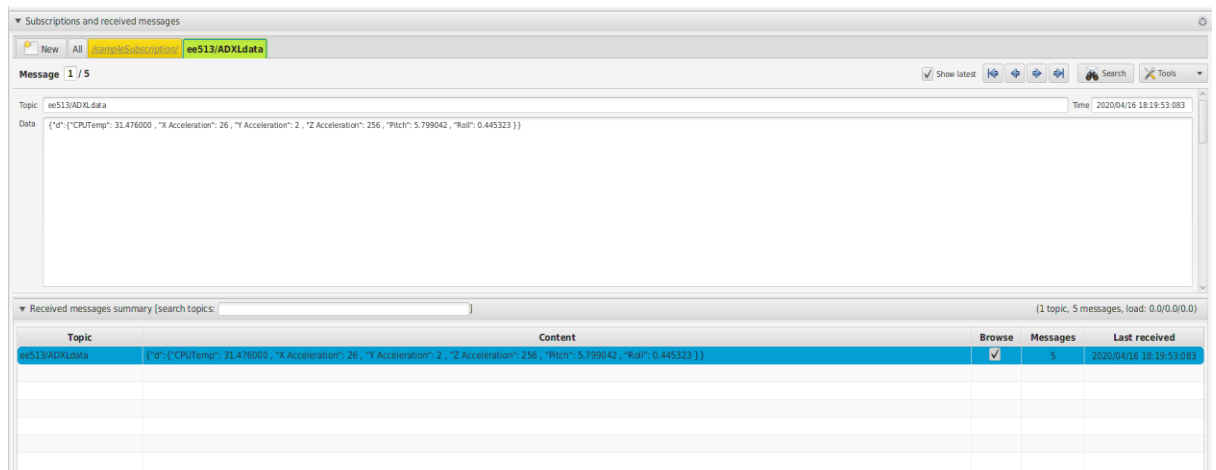 Subscriptions and received messages
New All /sampleSubscription/ ee513/ADXLdata
Message 1 / 5 Show latest Search Tools
Topic ee513/ADXLdata Time 2020/04/16 18:19:53:083
Data {"d":{"CPUTemp": 31.476000 , "X Acceleration": 26 , "Y Acceleration": 2 , "Z Acceleration": 256 , "Pitch": 5.799042 , "Roll": 0.445323 }}
Received messages summary [search topics: ] (1 topic, 5 messages, load: 0.0/0.0/0.0)
Topic Content Browse Messages Last received
ee513/ADXLdata {"d":{"CPUTemp": 31.476000 , "X Acceleration": 26 , "Y Acceleration": 2 , "Z Acceleration": 256 , "Pitch": 5.799042 , "Roll": 0.445323 }} 5 2020/04/16 18:19:53:083